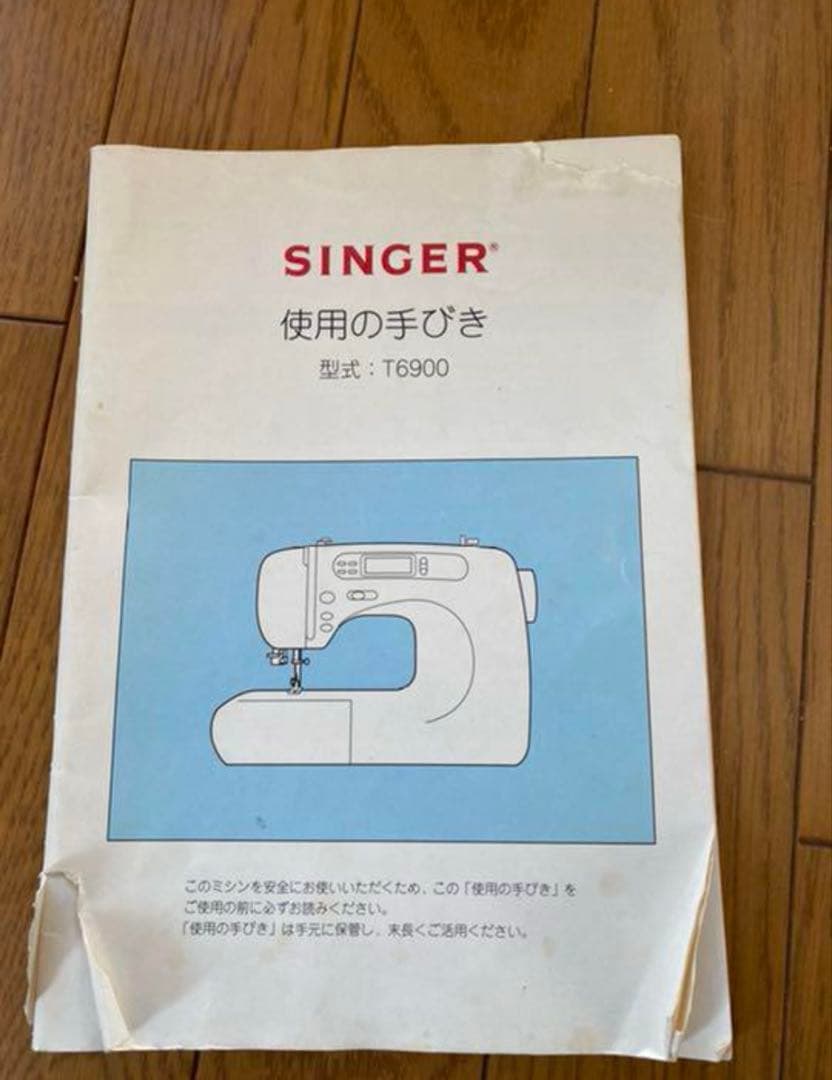 SINGER®
使用の手びき
型式：T6900
このミシンを安全にお使いいただくため、この「使用の手びき」を
ご使用の前に必ずお読みください。
「使用の手びき」は手元に保管し、末長くご活用ください。